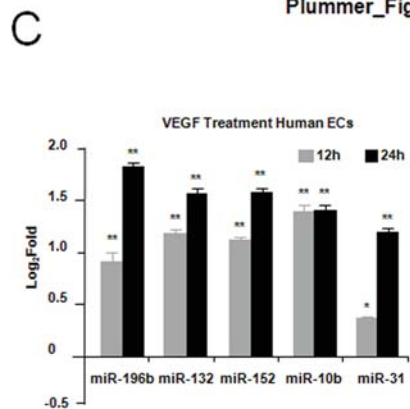 Plummer_Fig
C
VEGF Treatment Human ECs
12h 24h
2.0
1.5
1.0
0.5
0
-0.5
Log2Fold
** ** ** ** ** ** ** ** * **
miR-196b miR-132 miR-152 miR-10b miR-31